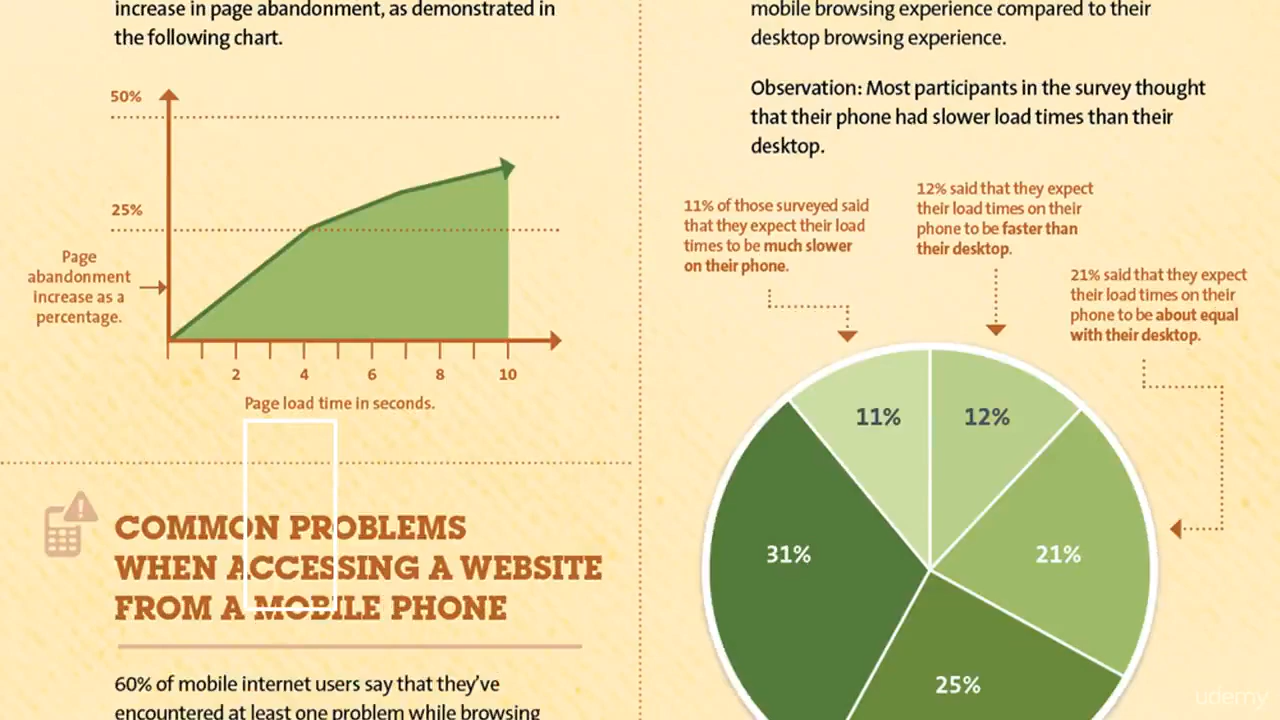 increase in page abandonment, as demonstrated in
the following chart.
50%
25%
Page
abandonment
increase as a
percentage.
2 4 6 8 10
Page load time in seconds.
COMMON PROBLEMS
WHEN ACCESSING A WEBSITE
FROM A MOBILE PHONE
60% of mobile internet users say that they've
encountered at least one problem while browsing
mobile browsing experience compared to their
desktop browsing experience.
Observation: Most participants in the survey thought
that their phone had slower load times than their
desktop.
11% of those surveyed said
that they expect their load
times to be much slower
on their phone.
12% said that they expect
their load times on their
phone to be faster than
their desktop.
21% said that they expect
their load times on their
phone to be about equal
with their desktop.
11%
12%
31%
21%
25%
udemy